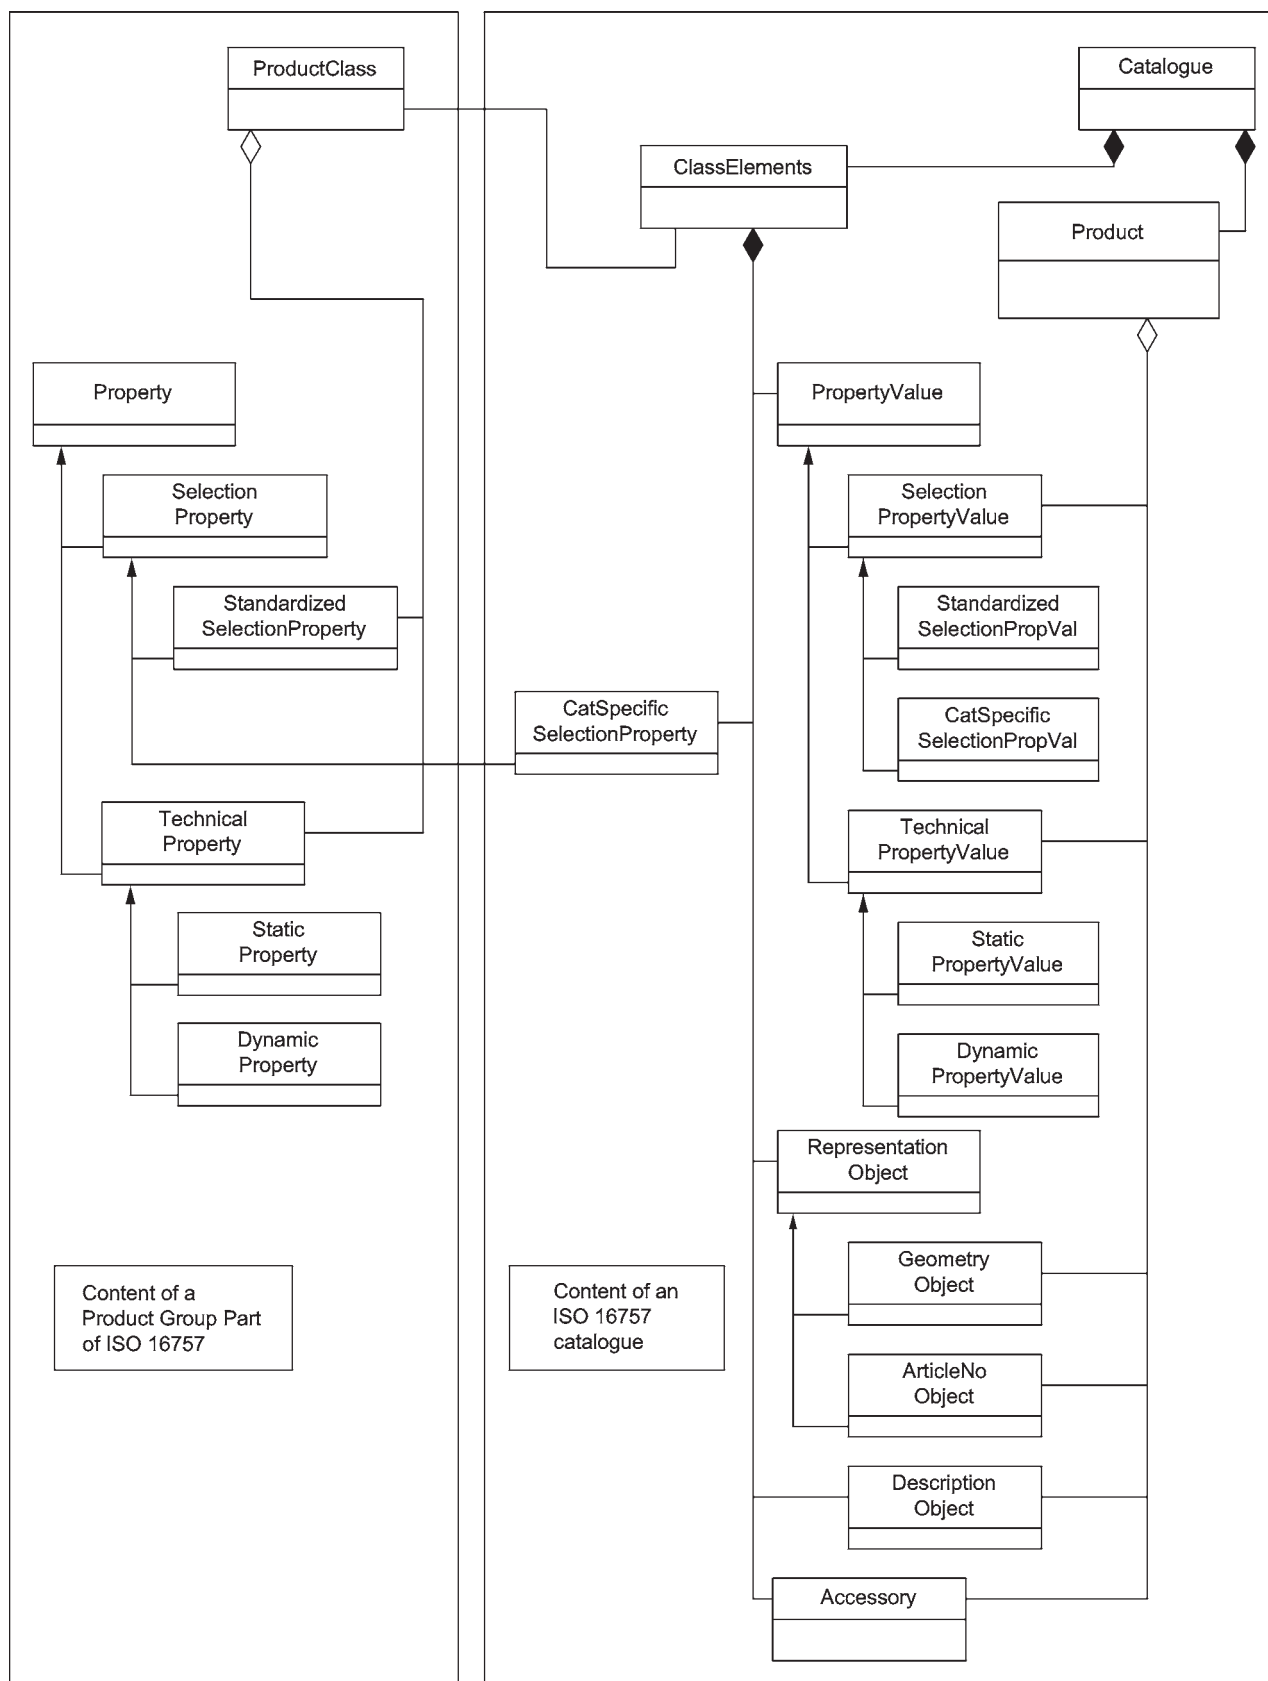 ProductClass
Catalogue
ClassElements
Product
Property
PropertyValue
Selection
Property
Selection
PropertyValue
Standardized
SelectionProperty
Standardized
SelectionPropVal
CatSpecific
SelectionProperty
CatSpecific
SelectionPropVal
Technical
Property
Technical
PropertyValue
Static
Property
Static
PropertyValue
Dynamic
Property
Dynamic
PropertyValue
Representation
Object
Geometry
Object
Content of a
Product Group Part
of ISO 16757
Content of an
ISO 16757
catalogue
ArticleNo
Object
Description
Object
Accessory